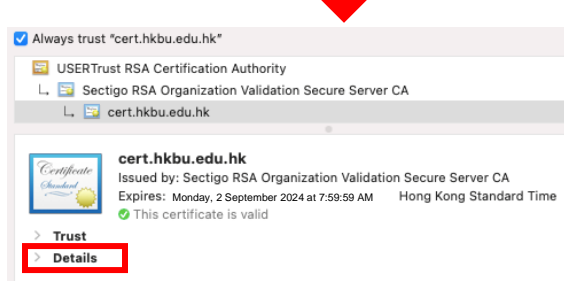 Always trust "cert.hkbu.edu.hk"
USERTrust RSA Certification Authority
Sectigo RSA Organization Validation Secure Server CA
cert.hkbu.edu.hk
Certificate
Standard
cert.hkbu.edu.hk
Issued by: Sectigo RSA Organization Validation Secure Server CA
Expires: Monday, 2 September 2024 at 7:59:59 AM Hong Kong Standard Time
This certificate is valid
Trust
Details